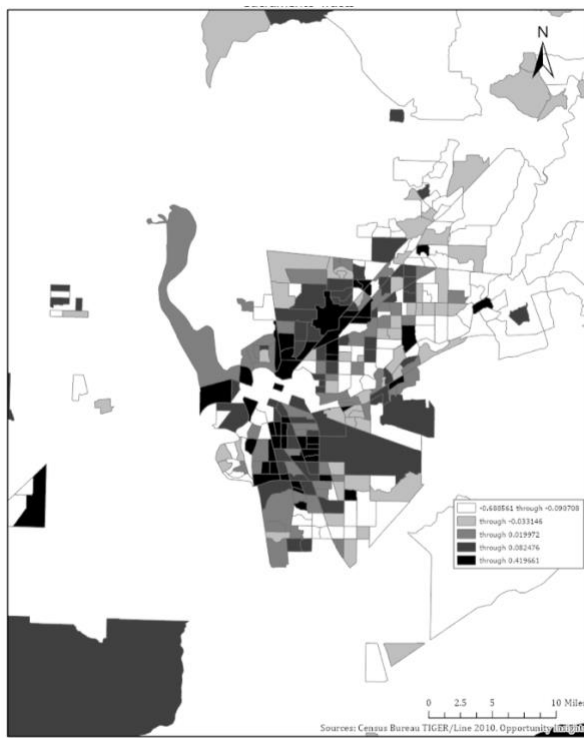 N
-0.688561 through -0.090708
through -0.033146
through 0.019972
through 0.082476
through 0.419661
0 2.5 5 10 Miles
Sources: Census Bureau TIGER/Line 2010, Opportunity